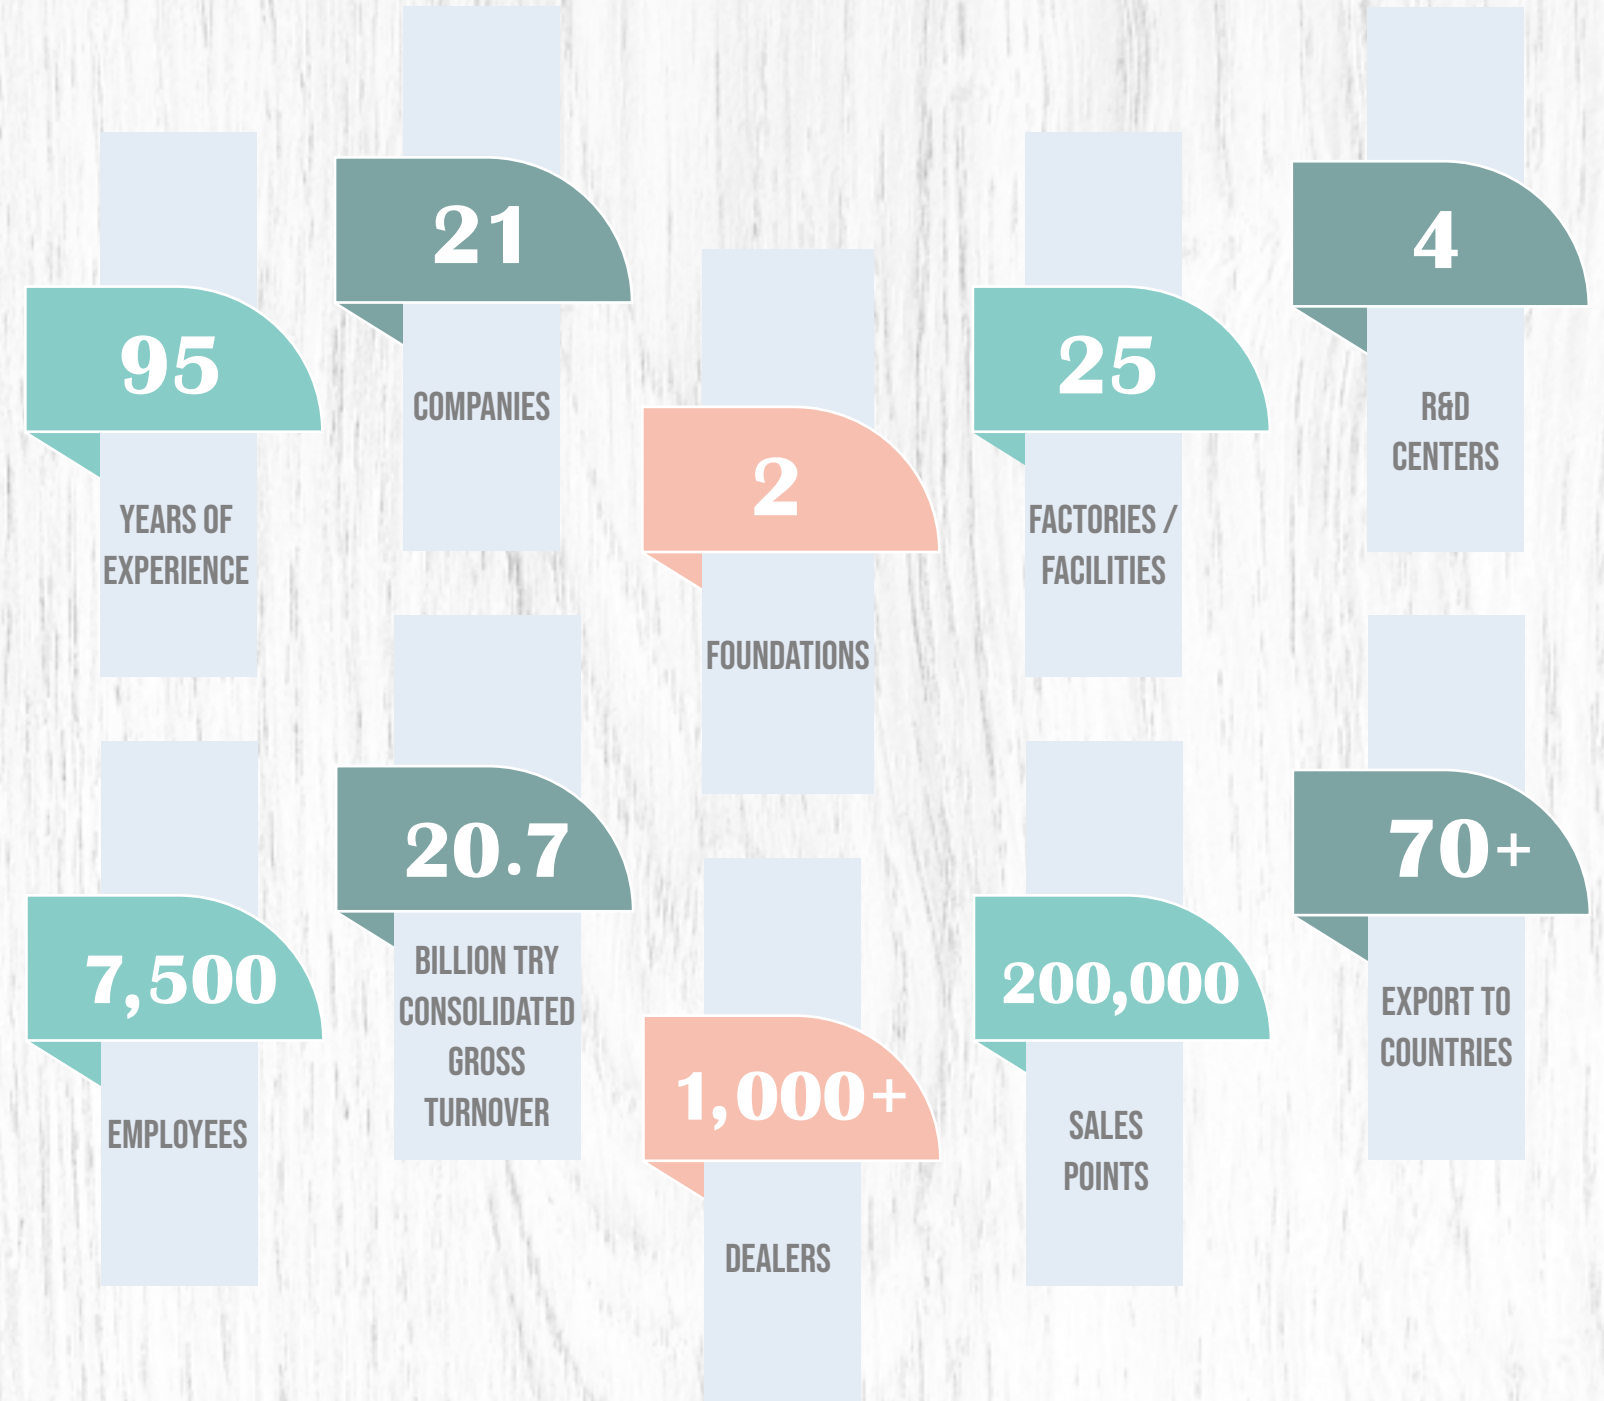 95
YEARS OF
EXPERIENCE
21
COMPANIES
2
FOUNDATIONS
25
FACTORIES /
FACILITIES
4
R&D
CENTERS
7,500
EMPLOYEES
20.7
BILLION TRY
CONSOLIDATED
GROSS
TURNOVER
1,000+
DEALERS
200,000
SALES
POINTS
70+
EXPORT TO
COUNTRIES